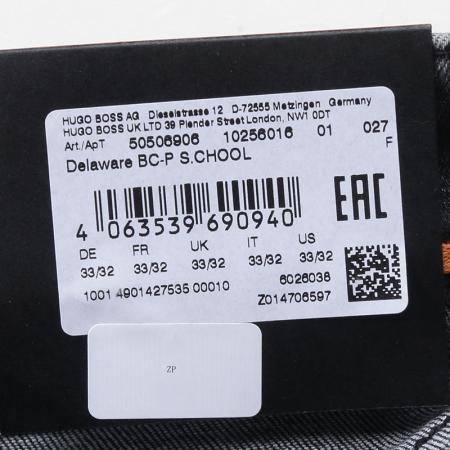 HUGO BOSS AG Dieselstrasse 12 D-72555 Metzingen Germany
HUGO BOSS UK LTD 39 Plender Street London, NW1 0DT
Art./ApT 50506906 10256016 01 027
F
Delaware BC-P S.CHOOL
4 063539 690940
EAC
DE FR UK IT US
33/32 33/32 33/32 33/32 33/32
6026038
1001 4901427535 00010 Z014706597
ZP